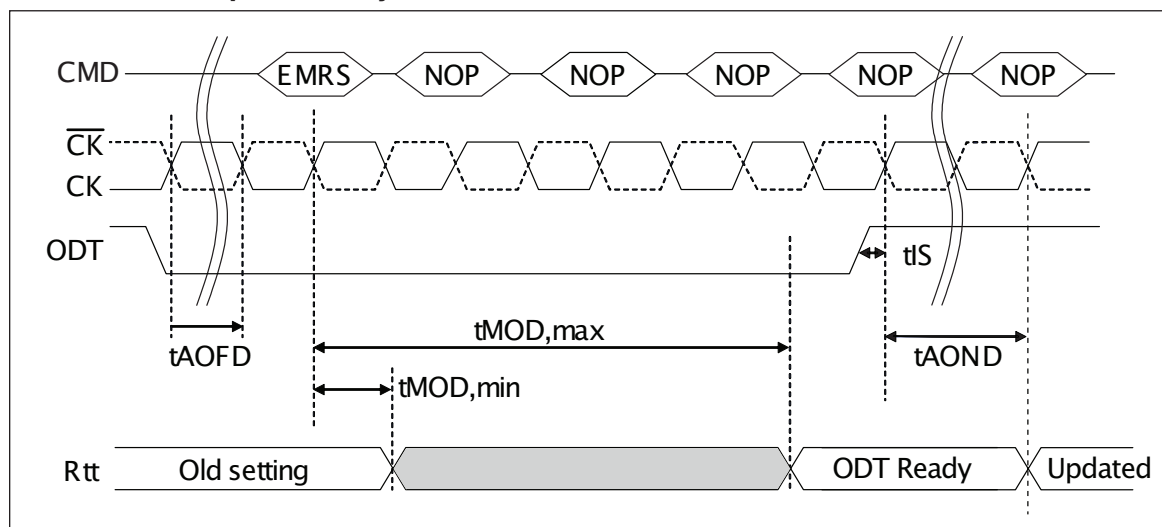 CMD EMRS NOP NOP NOP NOP NOP
CK
CK
ODT
tIS
tMOD,max
tAOFD
tAOND
tMOD,min
Rtt Old setting ODT Ready Updated